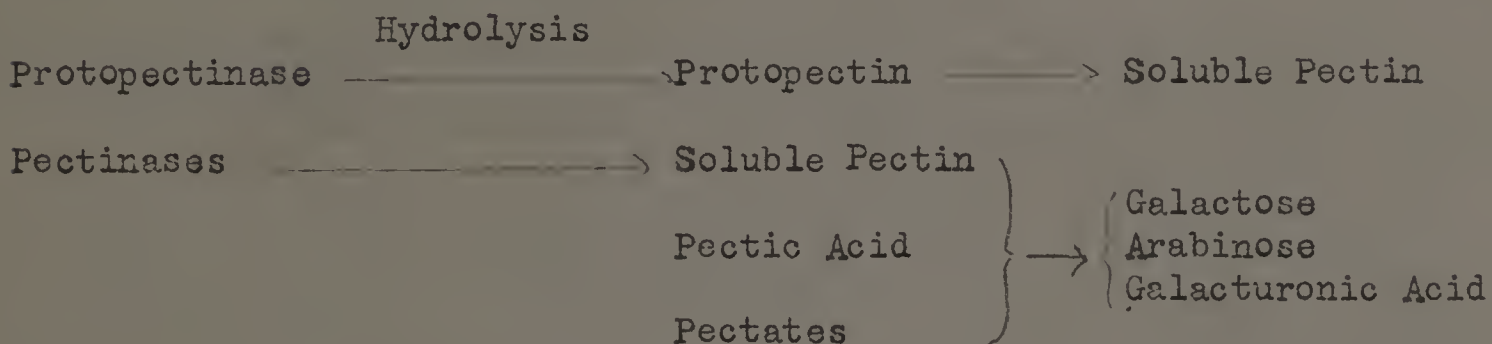 Hydrolysis
Protopectinase → Protopectin → Soluble Pectin
Pectinases → Soluble Pectin
Pectic Acid → Galactose
Arabinose
Galacturonic Acid
Pectates